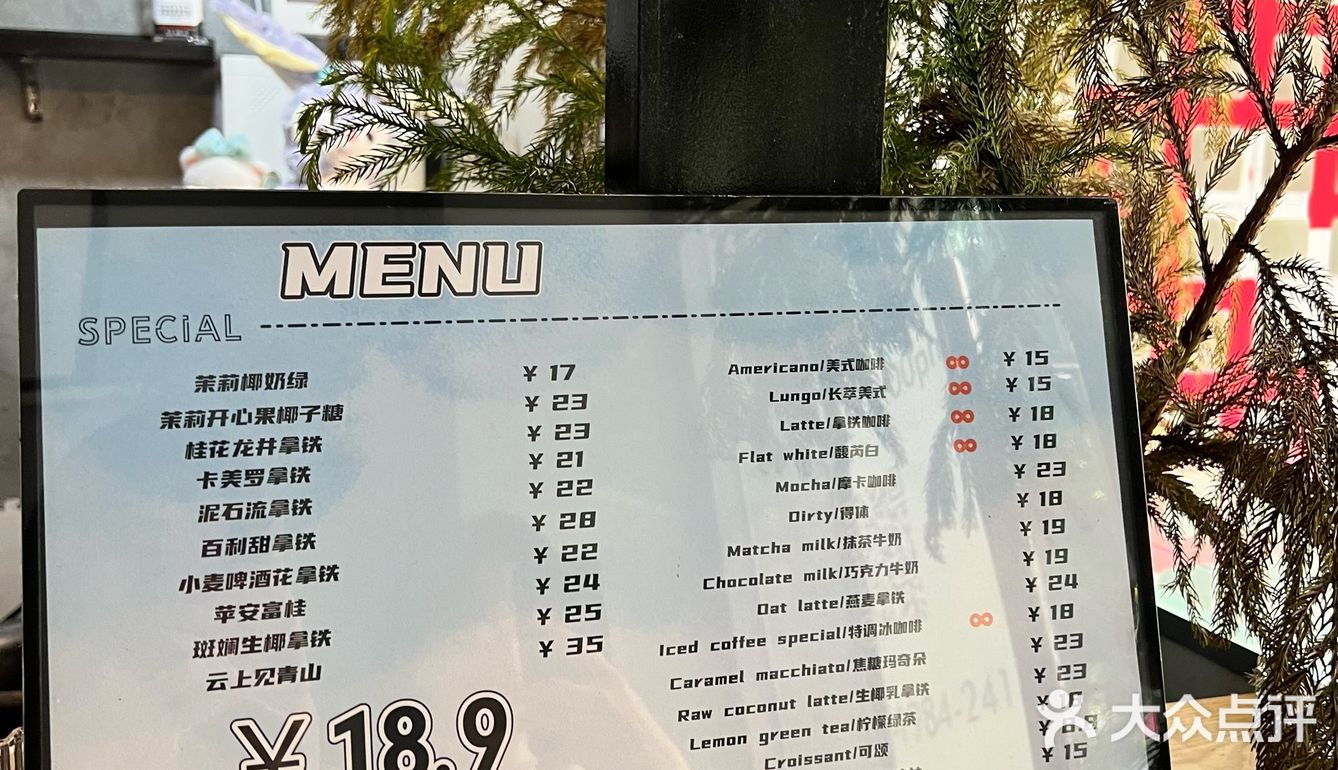 MENU
SPECiAL
茉莉椰奶绿 ¥ 17
茉莉开心果椰子糖 ¥ 23
桂花龙井拿铁 ¥ 23
卡美罗拿铁 ¥ 21
泥石流拿铁 ¥ 22
百利甜拿铁 ¥ 28
小麦啤酒花拿铁 ¥ 22
苹安富桂 ¥ 24
斑斓生椰拿铁 ¥ 25
云上见青山 ¥ 35
¥18.9
Americano/美式咖啡 ∞ ¥ 15
Lungo/长萃美式 ∞ ¥ 15
Latte/拿铁咖啡 ∞ ¥ 18
Flat white/馥芮白 ∞ ¥ 18
Mocha/摩卡咖啡 ¥ 23
Dirty/得体 ¥ 18
Matcha milk/抹茶牛奶 ¥ 19
Chocolate milk/巧克力牛奶 ¥ 19
Oat latte/燕麦拿铁 ¥ 24
Iced coffee special/特调冰咖啡 ∞ ¥ 18
Caramel macchiato/焦糖玛奇朵 ¥ 23
Raw coconut latte/生椰乳拿铁 ¥ 23
Lemon green tea/柠檬绿茶 ¥
Croissant/可颂 ¥
¥ 15
大众点评